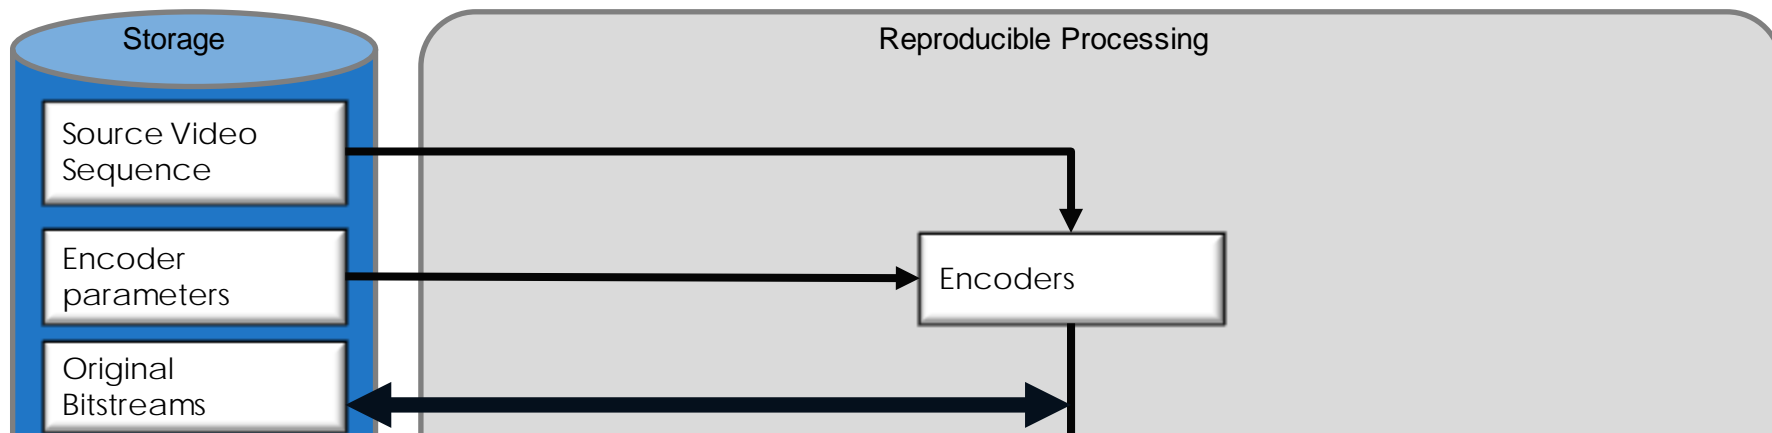 Storage
Reproducible Processing
Source Video
Sequence
Encoder
parameters
Encoders
Original
Bitstreams